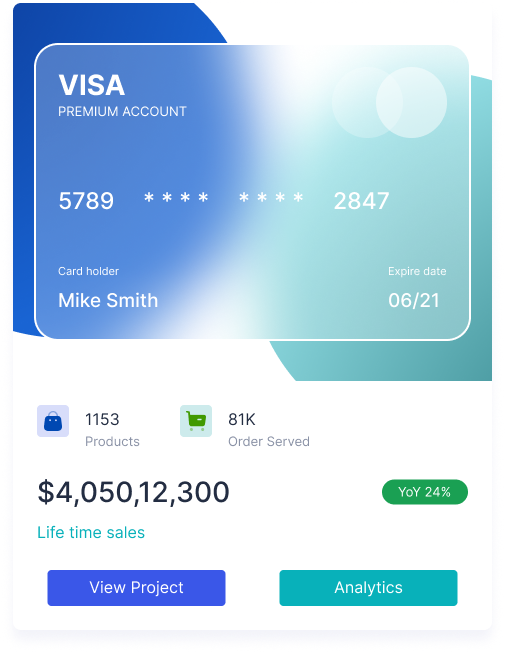 VISA
PREMIUM ACCOUNT
5789 **** **** 2847
Card holder Expire date
Mike Smith 06/21
1153 81K
Products Order Served
$4,050,12,300 YoY 24%
Life time sales
View Project Analytics